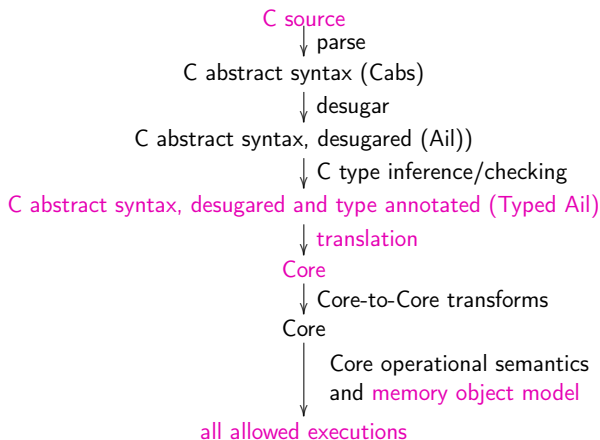 C source
parse
C abstract syntax (Cabs)
desugar
C abstract syntax, desugared (Ail))
C type inference/checking
C abstract syntax, desugared and type annotated (Typed Ail)
translation
Core
Core-to-Core transforms
Core
Core operational semantics
and memory object model
all allowed executions